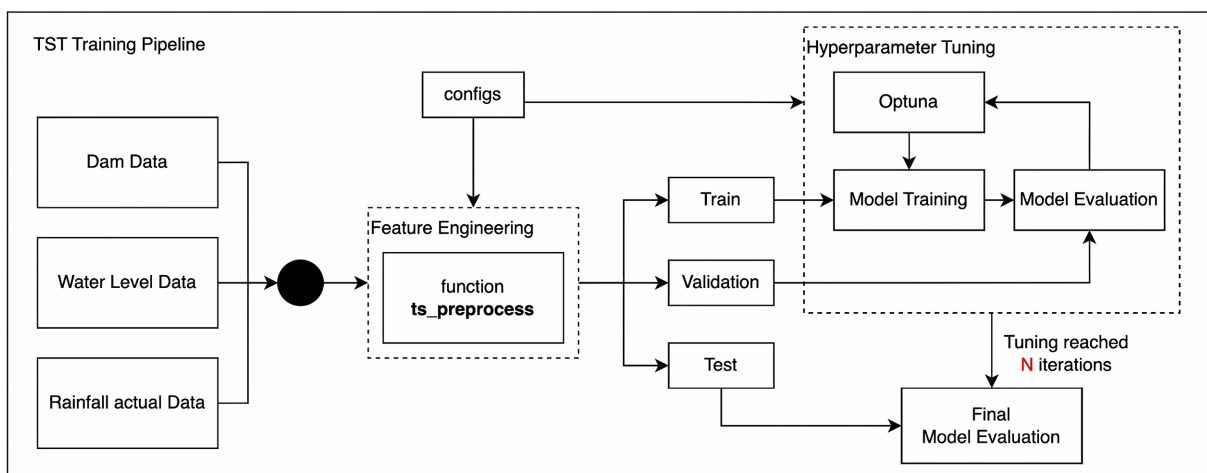 TST Training Pipeline
Hyperparameter Tuning
configs
Optuna
Dam Data
Train
Model Training
Model Evaluation
Feature Engineering
Water Level Data
function
ts_preprocess
Validation
Tuning reached
N iterations
Test
Rainfall actual Data
Final
Model Evaluation